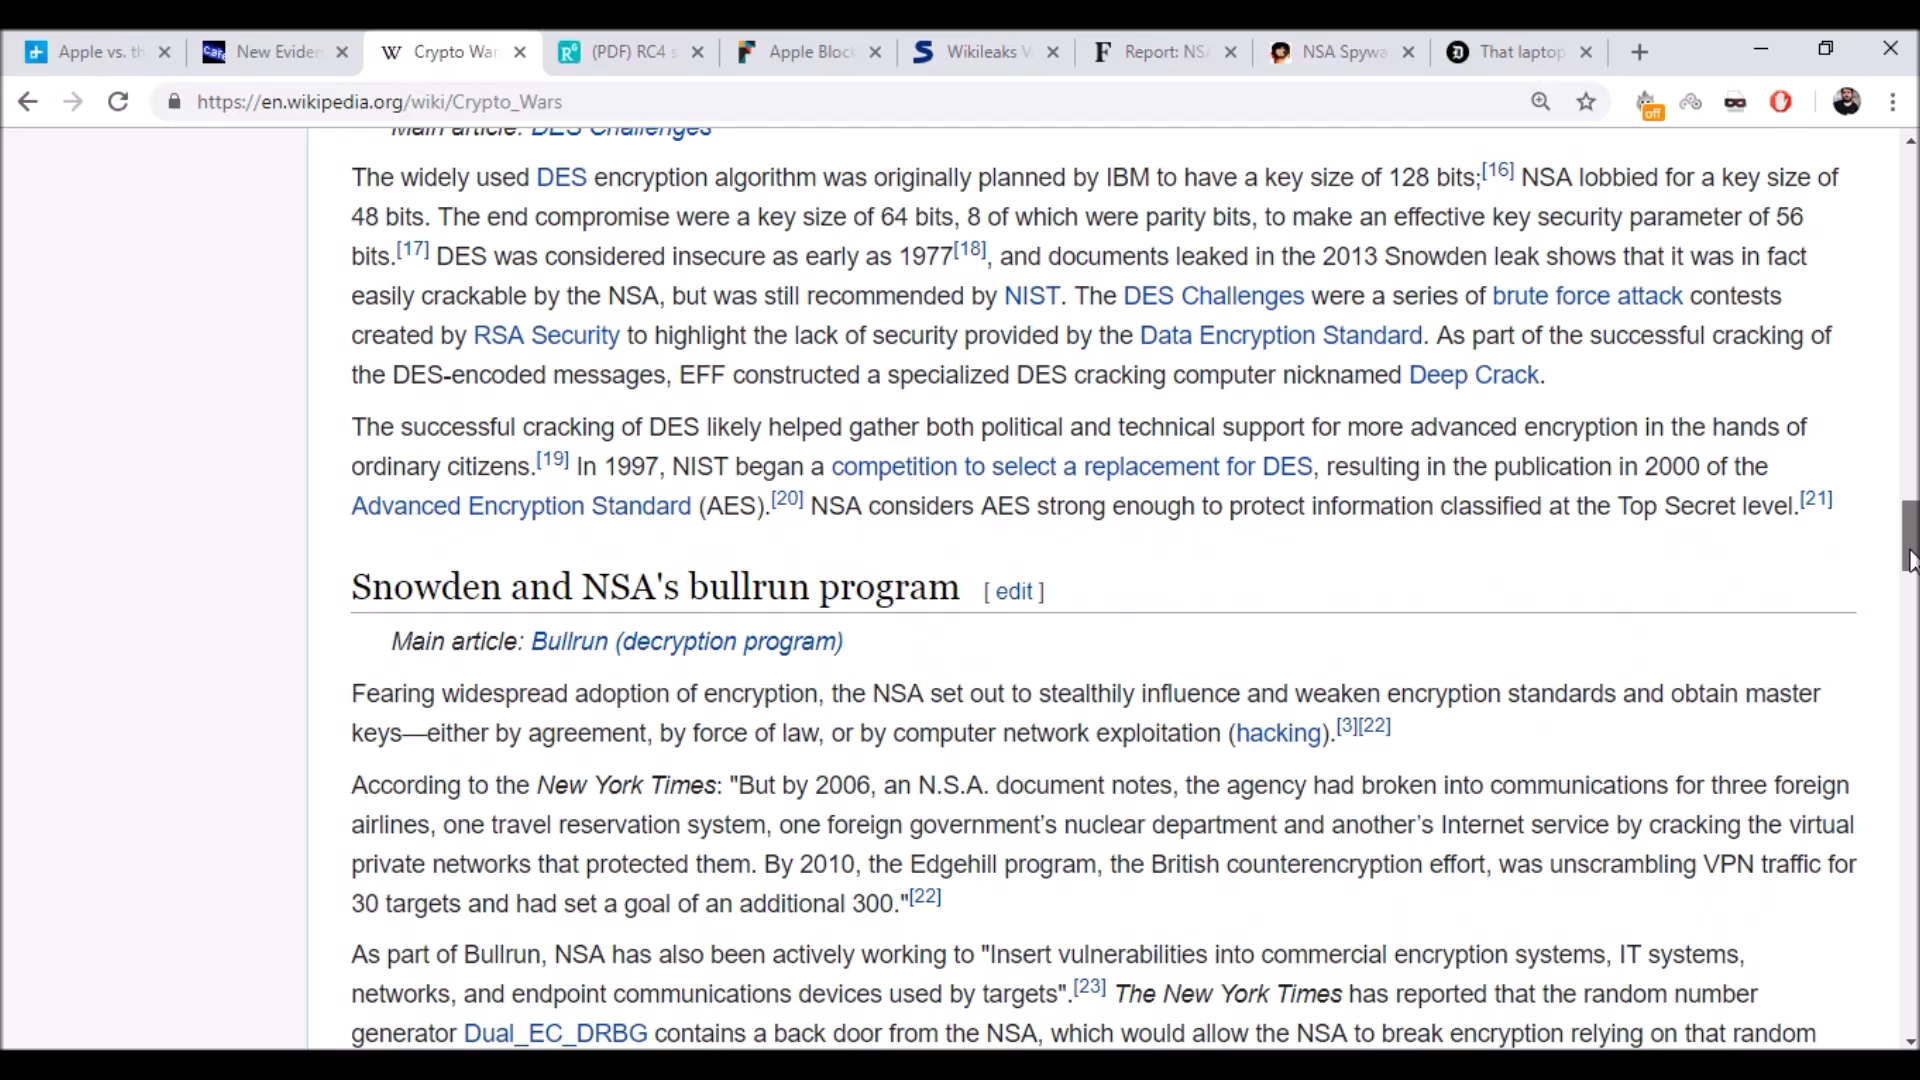 Apple vs. th
New Eviden
Crypto War
(PDF) RC4 s
Apple Block
Wikileaks V
Report: NSA
NSA Spywa
That laptop
https://en.wikipedia.org/wiki/Crypto_Wars
off
Main article: DES Challenges
The widely used DES encryption algorithm was originally planned by IBM to have a key size of 128 bits;[16] NSA lobbied for a key size of
48 bits. The end compromise were a key size of 64 bits, 8 of which were parity bits, to make an effective key security parameter of 56
bits.[17] DES was considered insecure as early as 1977[18], and documents leaked in the 2013 Snowden leak shows that it was in fact
easily crackable by the NSA, but was still recommended by NIST. The DES Challenges were a series of brute force attack contests
created by RSA Security to highlight the lack of security provided by the Data Encryption Standard. As part of the successful cracking of
the DES-encoded messages, EFF constructed a specialized DES cracking computer nicknamed Deep Crack.
The successful cracking of DES likely helped gather both political and technical support for more advanced encryption in the hands of
ordinary citizens.[19] In 1997, NIST began a competition to select a replacement for DES, resulting in the publication in 2000 of the
Advanced Encryption Standard (AES).[20] NSA considers AES strong enough to protect information classified at the Top Secret level.[21]
Snowden and NSA's bullrun program [ edit ]
Main article: Bullrun (decryption program)
Fearing widespread adoption of encryption, the NSA set out to stealthily influence and weaken encryption standards and obtain master
keys—either by agreement, by force of law, or by computer network exploitation (hacking).[3][22]
According to the New York Times: "But by 2006, an N.S.A. document notes, the agency had broken into communications for three foreign
airlines, one travel reservation system, one foreign government's nuclear department and another's Internet service by cracking the virtual
private networks that protected them. By 2010, the Edgehill program, the British counterencryption effort, was unscrambling VPN traffic for
30 targets and had set a goal of an additional 300."[22]
As part of Bullrun, NSA has also been actively working to "Insert vulnerabilities into commercial encryption systems, IT systems,
networks, and endpoint communications devices used by targets".[23] The New York Times has reported that the random number
generator Dual_EC_DRBG contains a back door from the NSA, which would allow the NSA to break encryption relying on that random